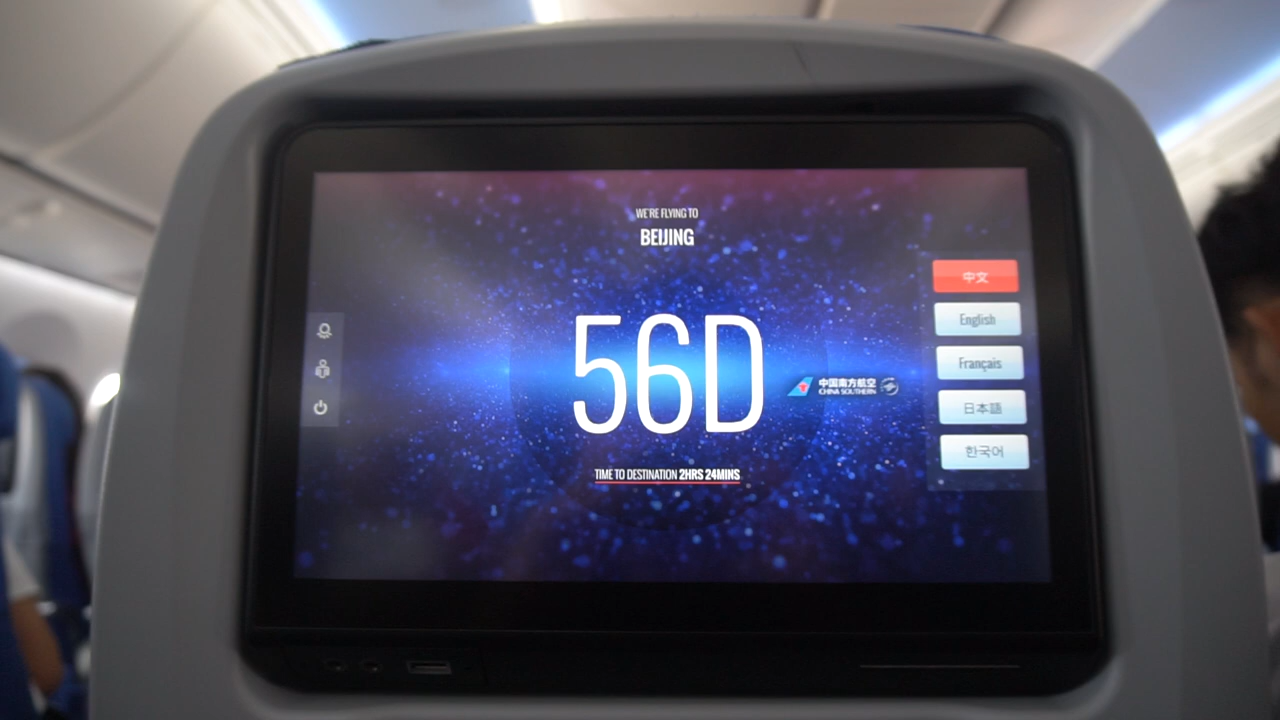 WE'RE FLYING TO
BEIJING
56D
中国南方航空
CHINA SOUTHERN
TIME TO DESTINATION 2HRS 24MINS
中文
English
Français
日本語
한국어